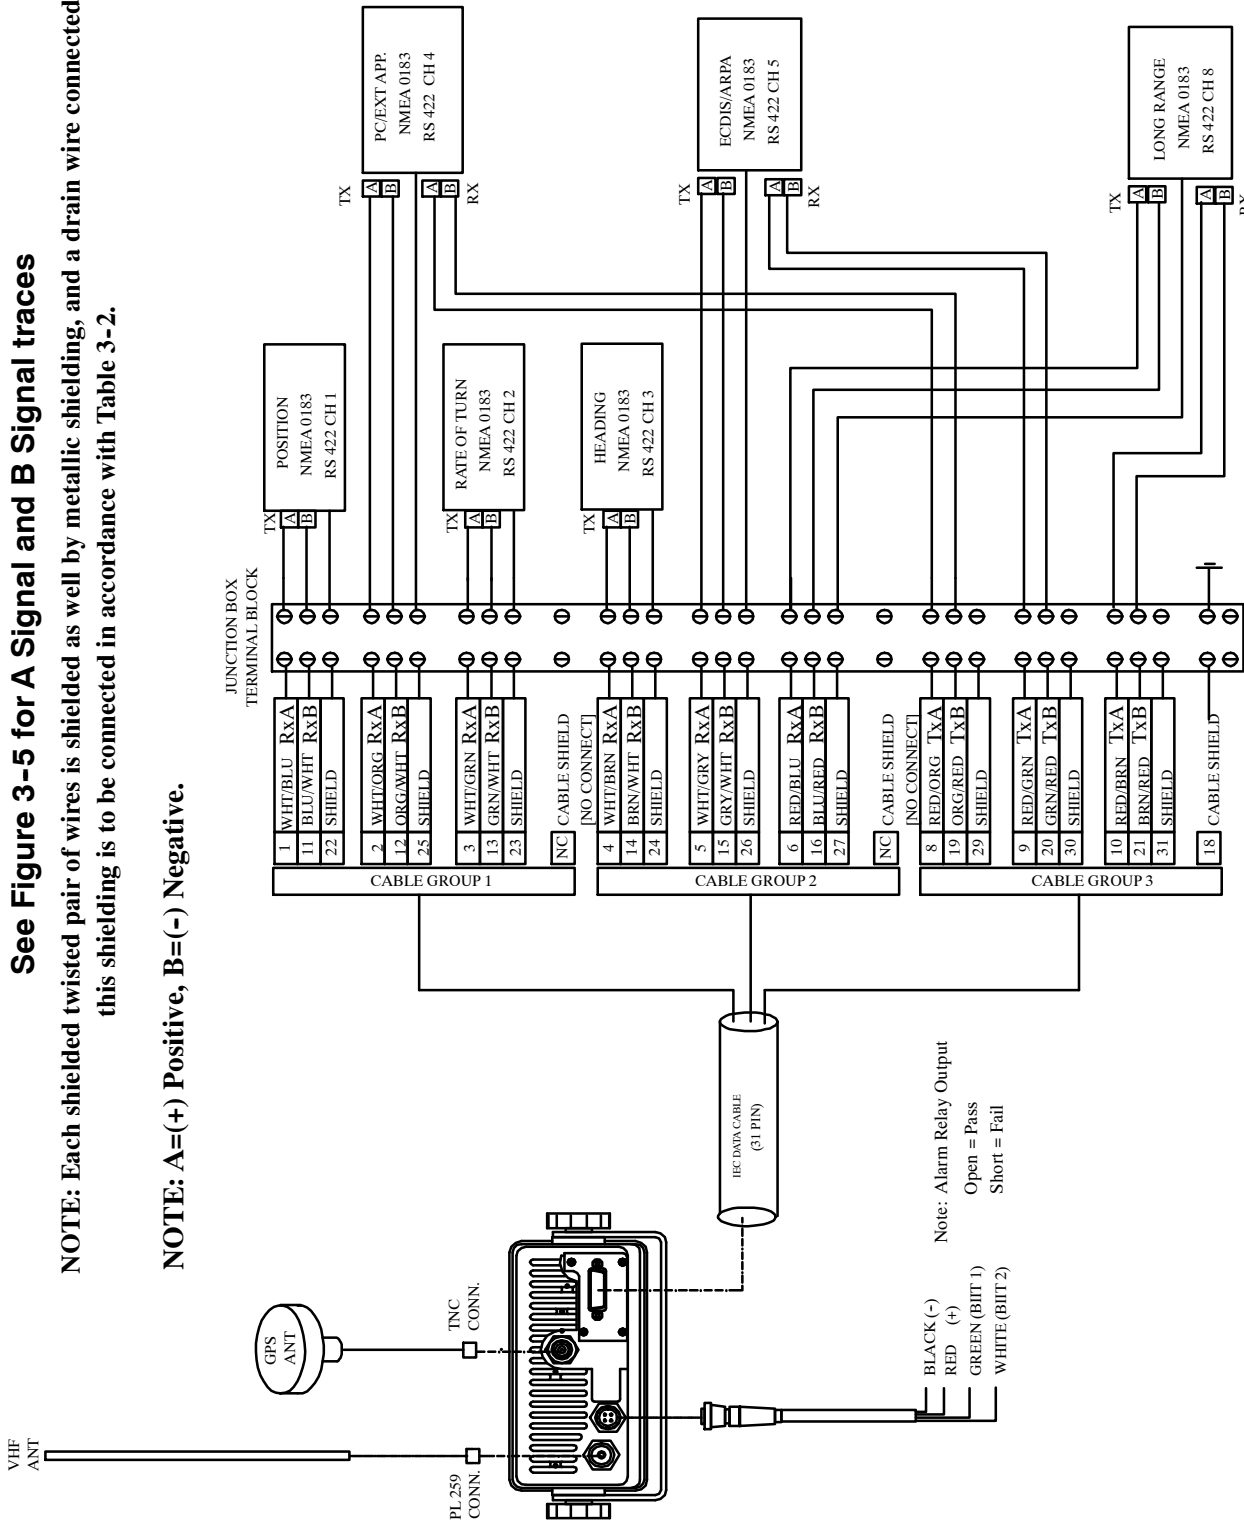 See Figure 3-5 for A Signal and B Signal traces
NOTE: Each shielded twisted pair of wires is shielded as well by metallic shielding, and a drain wire connected
this shielding is to be connected in accordance with Table 3-2.
NOTE: A=(+) Positive, B=(-) Negative.
VHF
ANT
PL 259
CONN.
GPS
ANT
TNC
CONN.
BLACK (-)
RED (+)
GREEN (BIIT 1)
WHITE (BIIT 2)
Note: Alarm Relay Output
Open = Pass
Short = Fail
IEC DATA CABLE
(31 PIN)
CABLE GROUP 1
1 WHT/BLU RxA
11 BLU/WHT RxB
22 SHIELD
2 WHT/ORG RxA
12 ORG/WHT RxB
25 SHIELD
3 WHT/GRN RxA
13 GRN/WHT RxB
23 SHIELD
NC CABLE SHIELD
[NO CONNECT]
CABLE GROUP 2
4 WHT/BRN RxA
14 BRN/WHT RxB
24 SHIELD
5 WHT/GRY RxA
15 GRY/WHT RxB
26 SHIELD
6 RED/BLU RxA
16 BLU/RED RxB
27 SHIELD
NC CABLE SHIELD
[NO CONNECT]
CABLE GROUP 3
8 RED/ORG TxA
19 ORG/RED TxB
29 SHIELD
9 RED/GRN TxA
20 GRN/RED TxB
30 SHIELD
10 RED/BRN TxA
21 BRN/RED TxB
31 SHIELD
18 CABLE SHIELD
JUNCTION BOX
TERMINAL BLOCK
TX
A
B
POSITION
NMEA 0183
RS 422 CH 1
TX
A
B
RATE OF TURN
NMEA 0183
RS 422 CH 2
TX
A
B
HEADING
NMEA 0183
RS 422 CH 3
TX
A
B
A
B
RX
PC/EXT APP.
NMEA 0183
RS 422 CH 4
TX
A
B
A
B
RX
ECDIS/ARPA
NMEA 0183
RS 422 CH 5
TX
A
B
A
B
RX
LONG RANGE
NMEA 0183
RS 422 CH 8